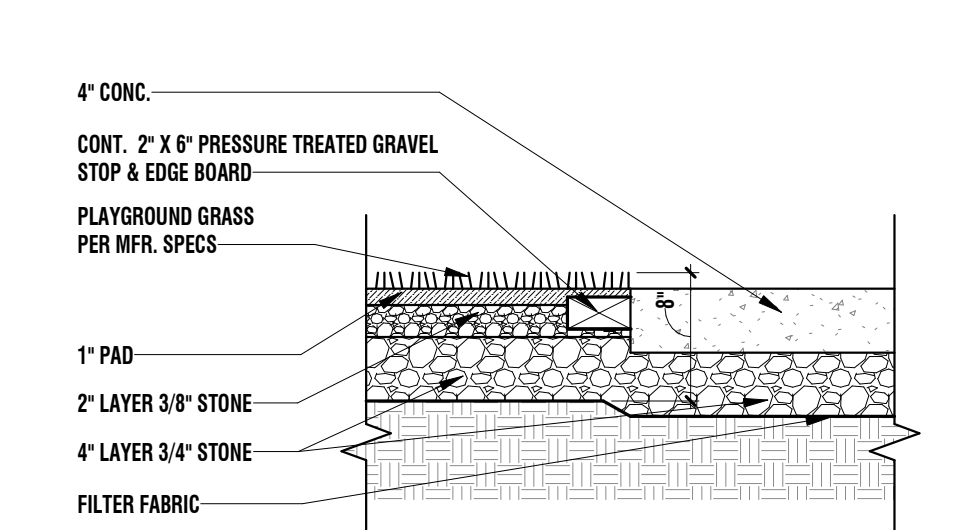 4" CONC.
CONT. 2" X 6" PRESSURE TREATED GRAVEL
STOP & EDGE BOARD
PLAYGROUND GRASS
PER MFR. SPECS
8"
1" PAD
2" LAYER 3/8" STONE
4" LAYER 3/4" STONE
FILTER FABRIC